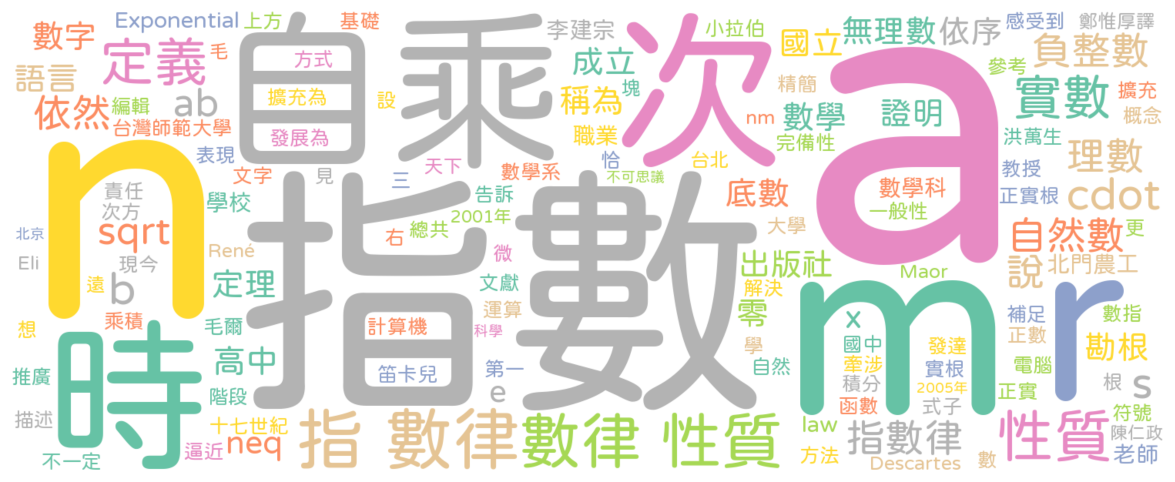 Exponential 上方 基礎 李建宗 小拉伯 國立 無理數 依序 感受到 鄭惟厚譯
數字 定義 毛 自乘次 a 成立 負整數
語言 方式 稱為 塊 精簡 參考 實數 擴充
依然 編輯 ab 擴充為 設 nm 數學 證明 概念
台灣師範大學 發展為 職業 完備性 洪萬生
n 表現 文字 見 三 天下 數學系 恰 台北 理數
責任 不可思議 教授
次方 學校 指數 告訴 底數 數學科 正實根 cdot
北京 sqrt René 右 總共 2001年 大學 一般性 自然數 更
Eli 現今 微 出版社 說 北門農工
遠 b 定理 文獻 解決 Maor
想 乘積 毛爾 計算機 運算 科學 零 m r x 補足 數指
時 高中 學 國中 發達 正數 勘根
推廣 階段 笛卡兒 第一 自然 牽涉 實根 電腦
描述 e 積分 2005年 正實 根 s
十七世紀 指 數律 數律 性質 law 函數 式子 性質 符號
逼近 neq 指數律 陳仁政
不一定 方法 Descartes 數 老師